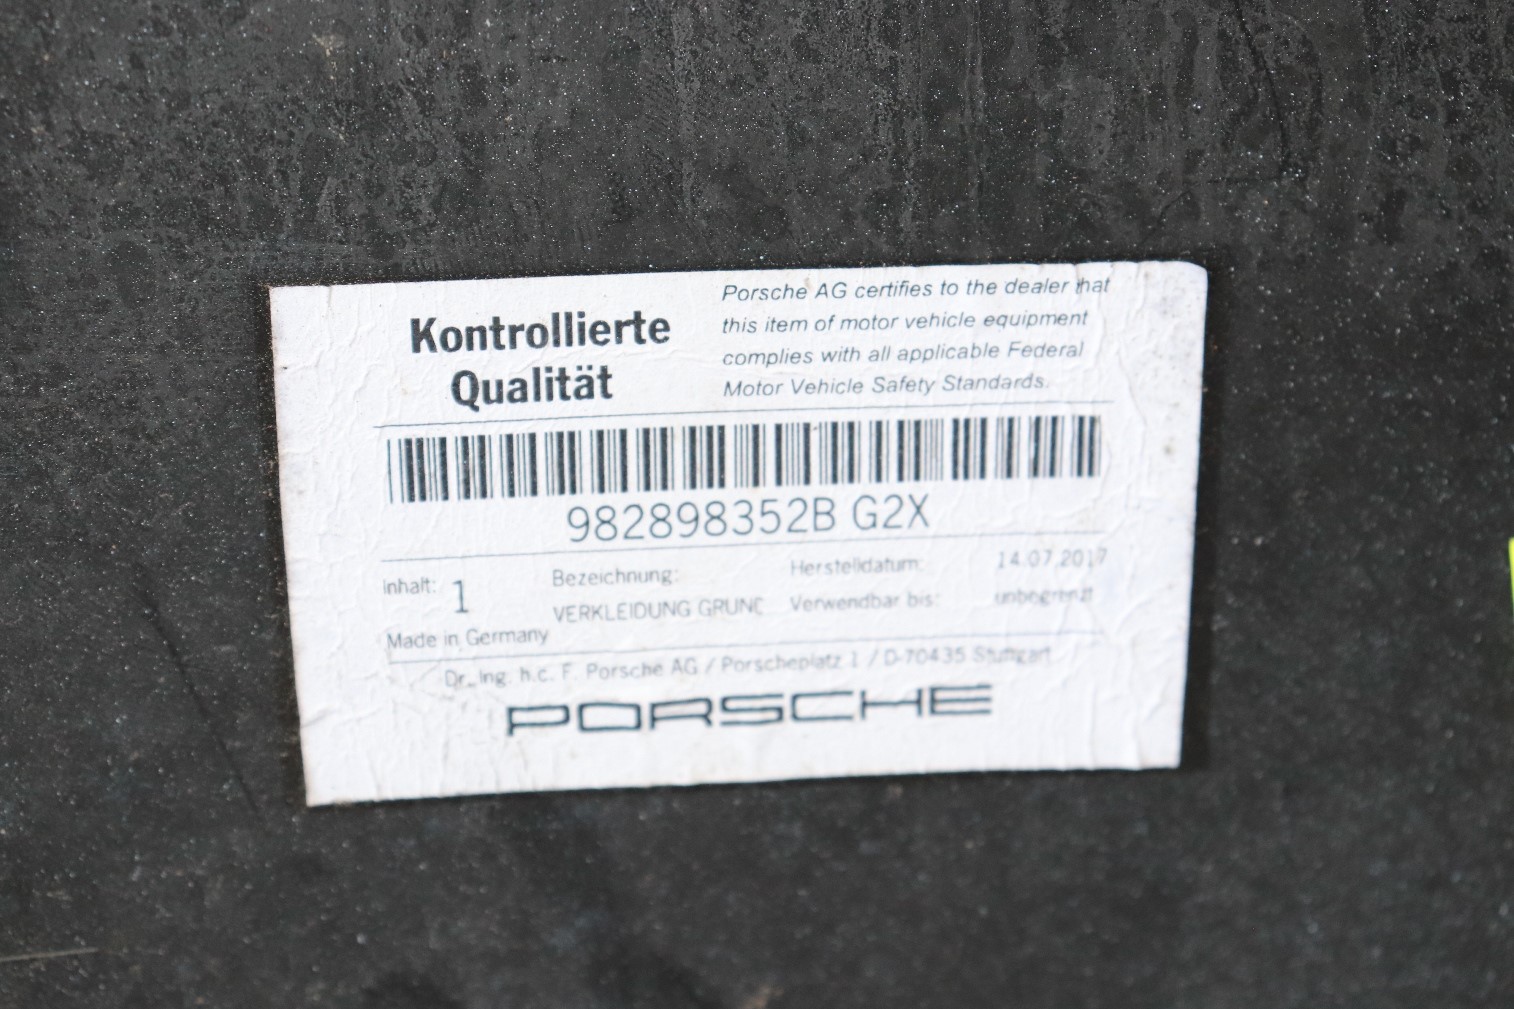 Kontrollierte
Qualität
Porsche AG certifies to the dealer that
this item of motor vehicle equipment
complies with all applicable Federal
Motor Vehicle Safety Standards.
982898352B G2X
Inhalt: 1
Bezeichnung:
VERKLEIDUNG GRUND
Herstelldatum: 14.07.2017
Verwendbar bis: unbegrenzt
Made in Germany
Dr. Ing. h.c. F. Porsche AG / Porscheplatz 1 / D-70435 Stuttgart
PORSCHE